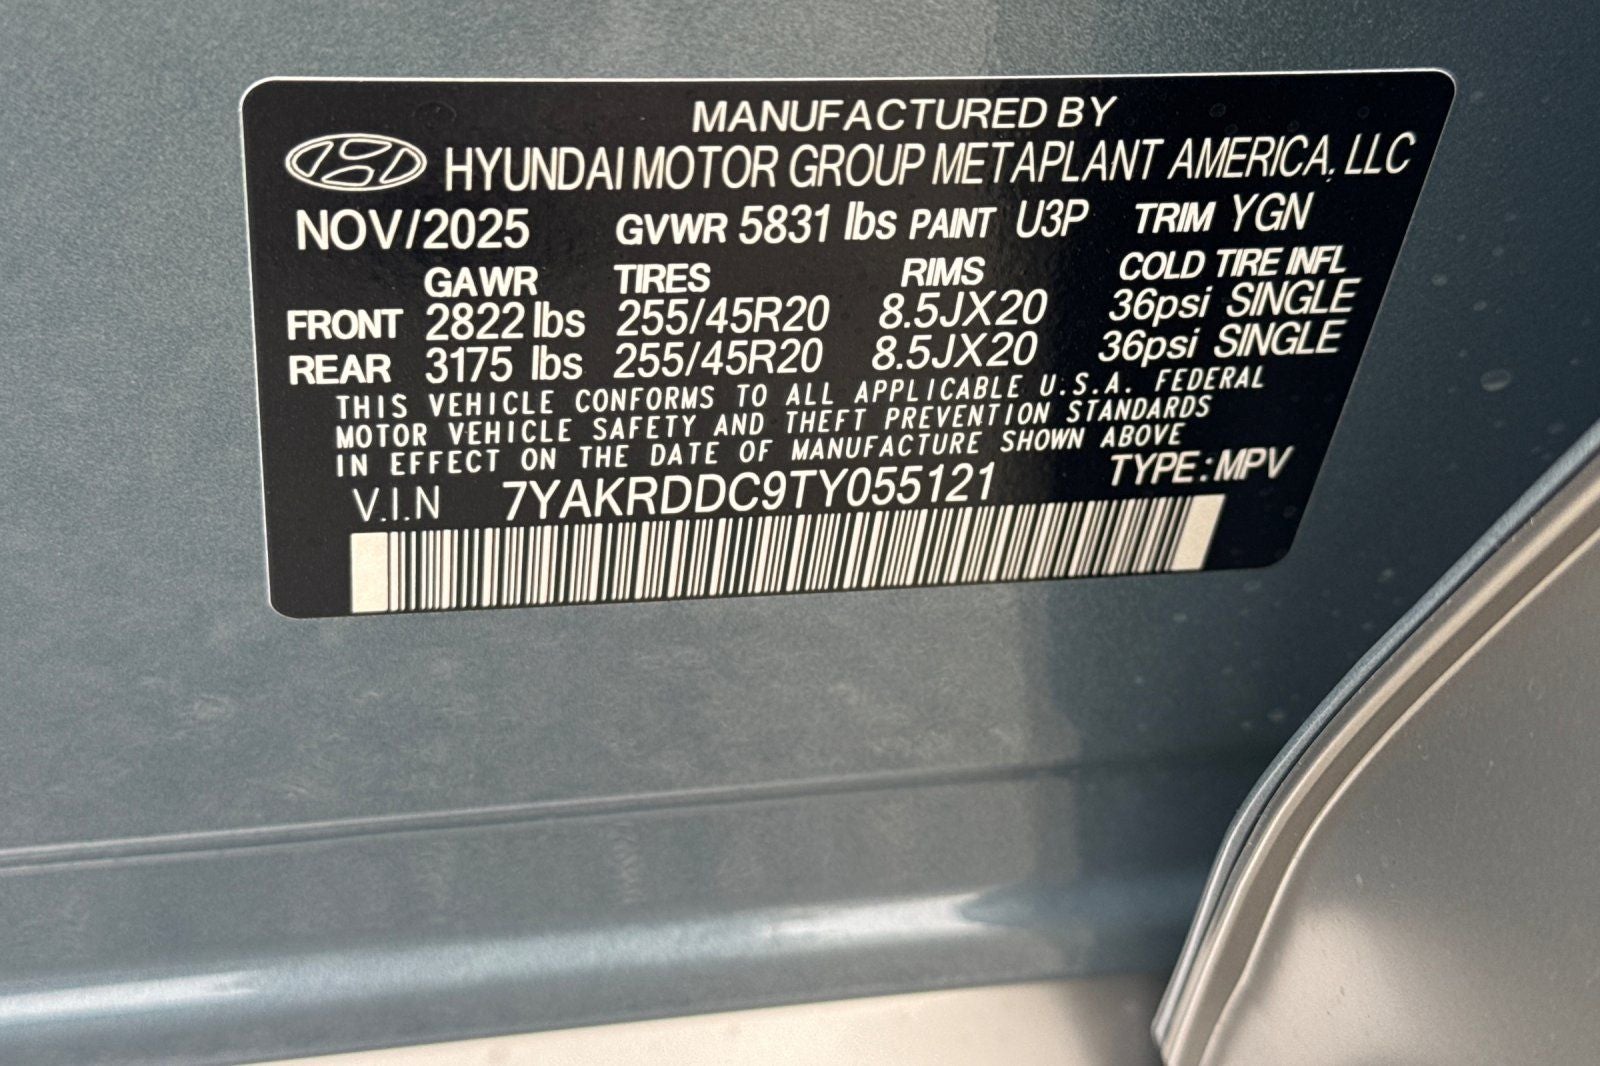 MANUFACTURED BY
HYUNDAI MOTOR GROUP METAPLANT AMERICA, LLC
NOV/2025 GVWR 5831 lbs PAINT U3P TRIM YGN
GAWR TIRES RIMS COLD TIRE INFL
FRONT 2822 lbs 255/45R20 8.5JX20 36psi SINGLE
REAR 3175 lbs 255/45R20 8.5JX20 36psi SINGLE
THIS VEHICLE CONFORMS TO ALL APPLICABLE U.S.A. FEDERAL
MOTOR VEHICLE SAFETY AND THEFT PREVENTION STANDARDS
IN EFFECT ON THE DATE OF MANUFACTURE SHOWN ABOVE
V.I.N 7YAKRDDC9TY055121 TYPE:MPV